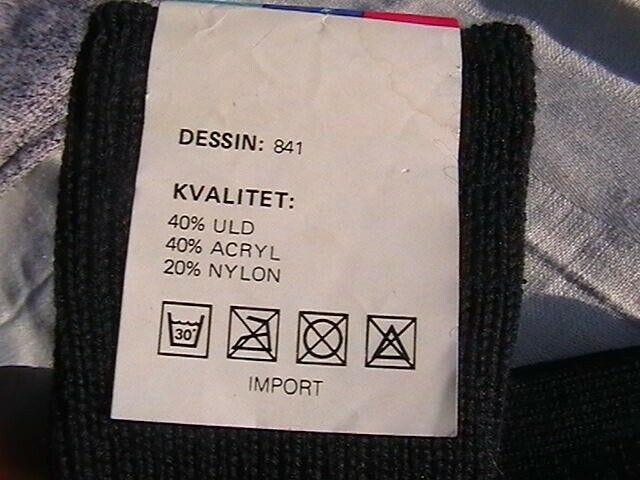 DESSIN: 841
KVALITET:
40% ULD
40% ACRYL
20% NYLON
30°
IMPORT